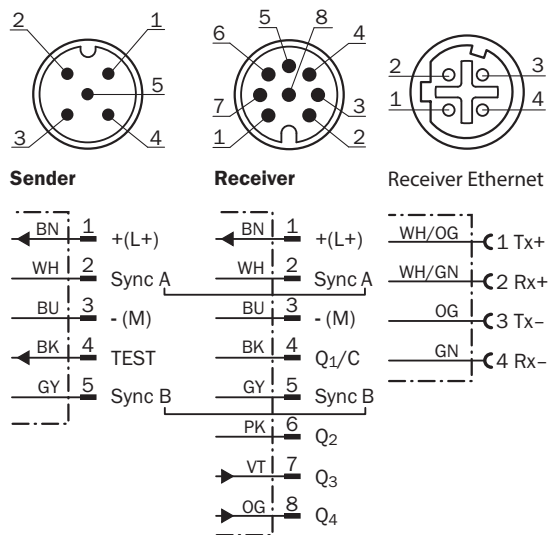 2 1 5 3 4
5 8 6 4 7 3 1 2
2 3 1 4
Sender
BN 1 +(L+)
WH 2 Sync A
BU 3 - (M)
BK 4 TEST
GY 5 Sync B
Receiver
BN 1 +(L+)
WH 2 Sync A
BU 3 - (M)
BK 4 Q1/C
GY 5 Sync B
PK 6 Q2
VT 7 Q3
OG 8 Q4
Receiver Ethernet
WH/OG 1 Tx+
WH/GN 2 Rx+
OG 3 Tx–
GN 4 Rx–